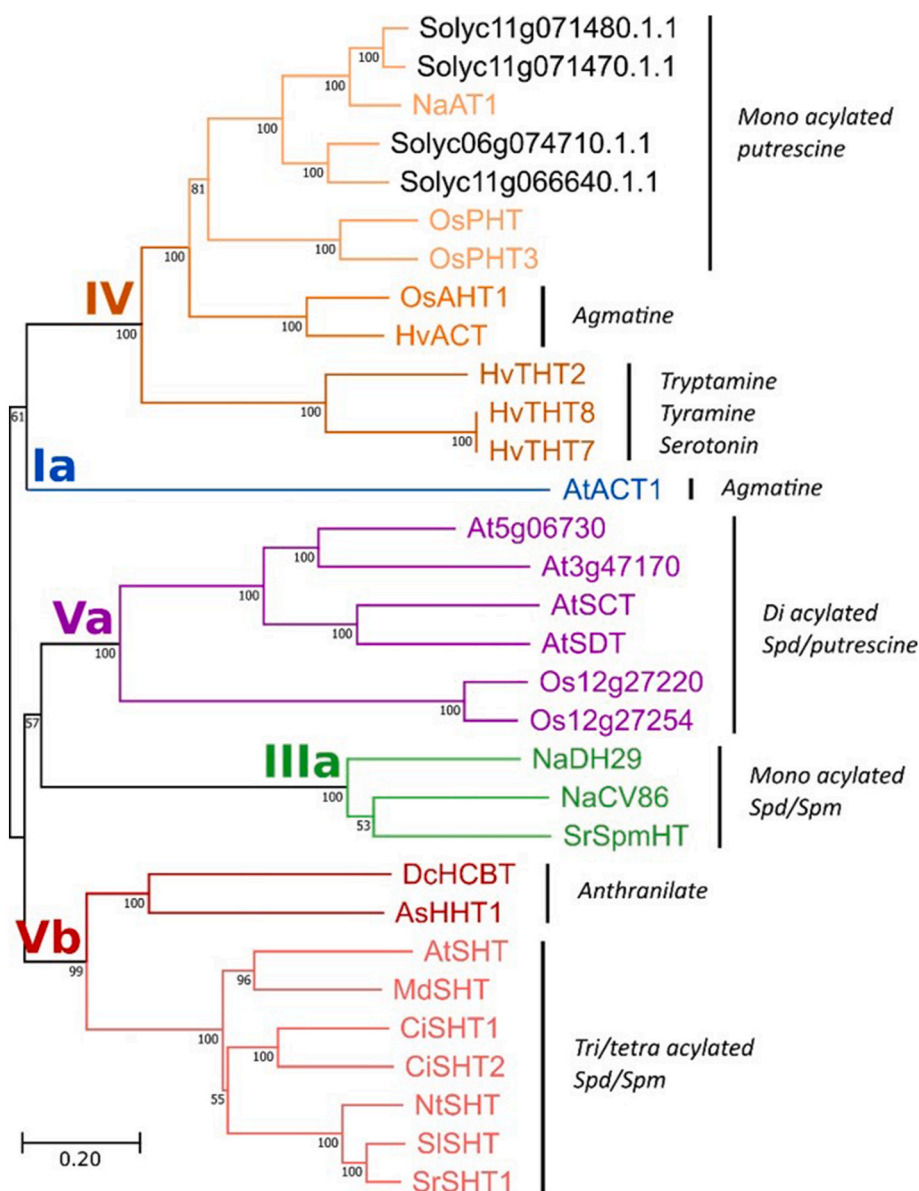 Solyc11g071480.1.1
100
Solyc11g071470.1.1
100
NaAT1
100
Solyc06g074710.1.1
100
Solyc11g066640.1.1
Mono acylated
putrescine
81
OsPHT
100
OsPHT3
100
IV
100
OsAHT1
100
HvACT
Agmatine
HvTHT2
100
HvTHT8
100
HvTHT7
Tryptamine
Tyramine
Serotonin
61
Ia
AtACT1
Agmatine
At5g06730
100
At3g47170
100
AtSCT
100
AtSDT
Va
100
Os12g27220
100
Os12g27254
Di acylated
Spd/putrescine
57
IIIa
100
NaDH29
NaCV86
53
SrSpmHT
Mono acylated
Spd/Spm
DcHCBT
100
AsHHT1
Anthranilate
Vb
99
AtSHT
96
MdSHT
100
CiSHT1
100
CiSHT2
55
NtSHT
100
SlSHT
100
SrSHT1
Tri/tetra acylated
Spd/Spm
0.20